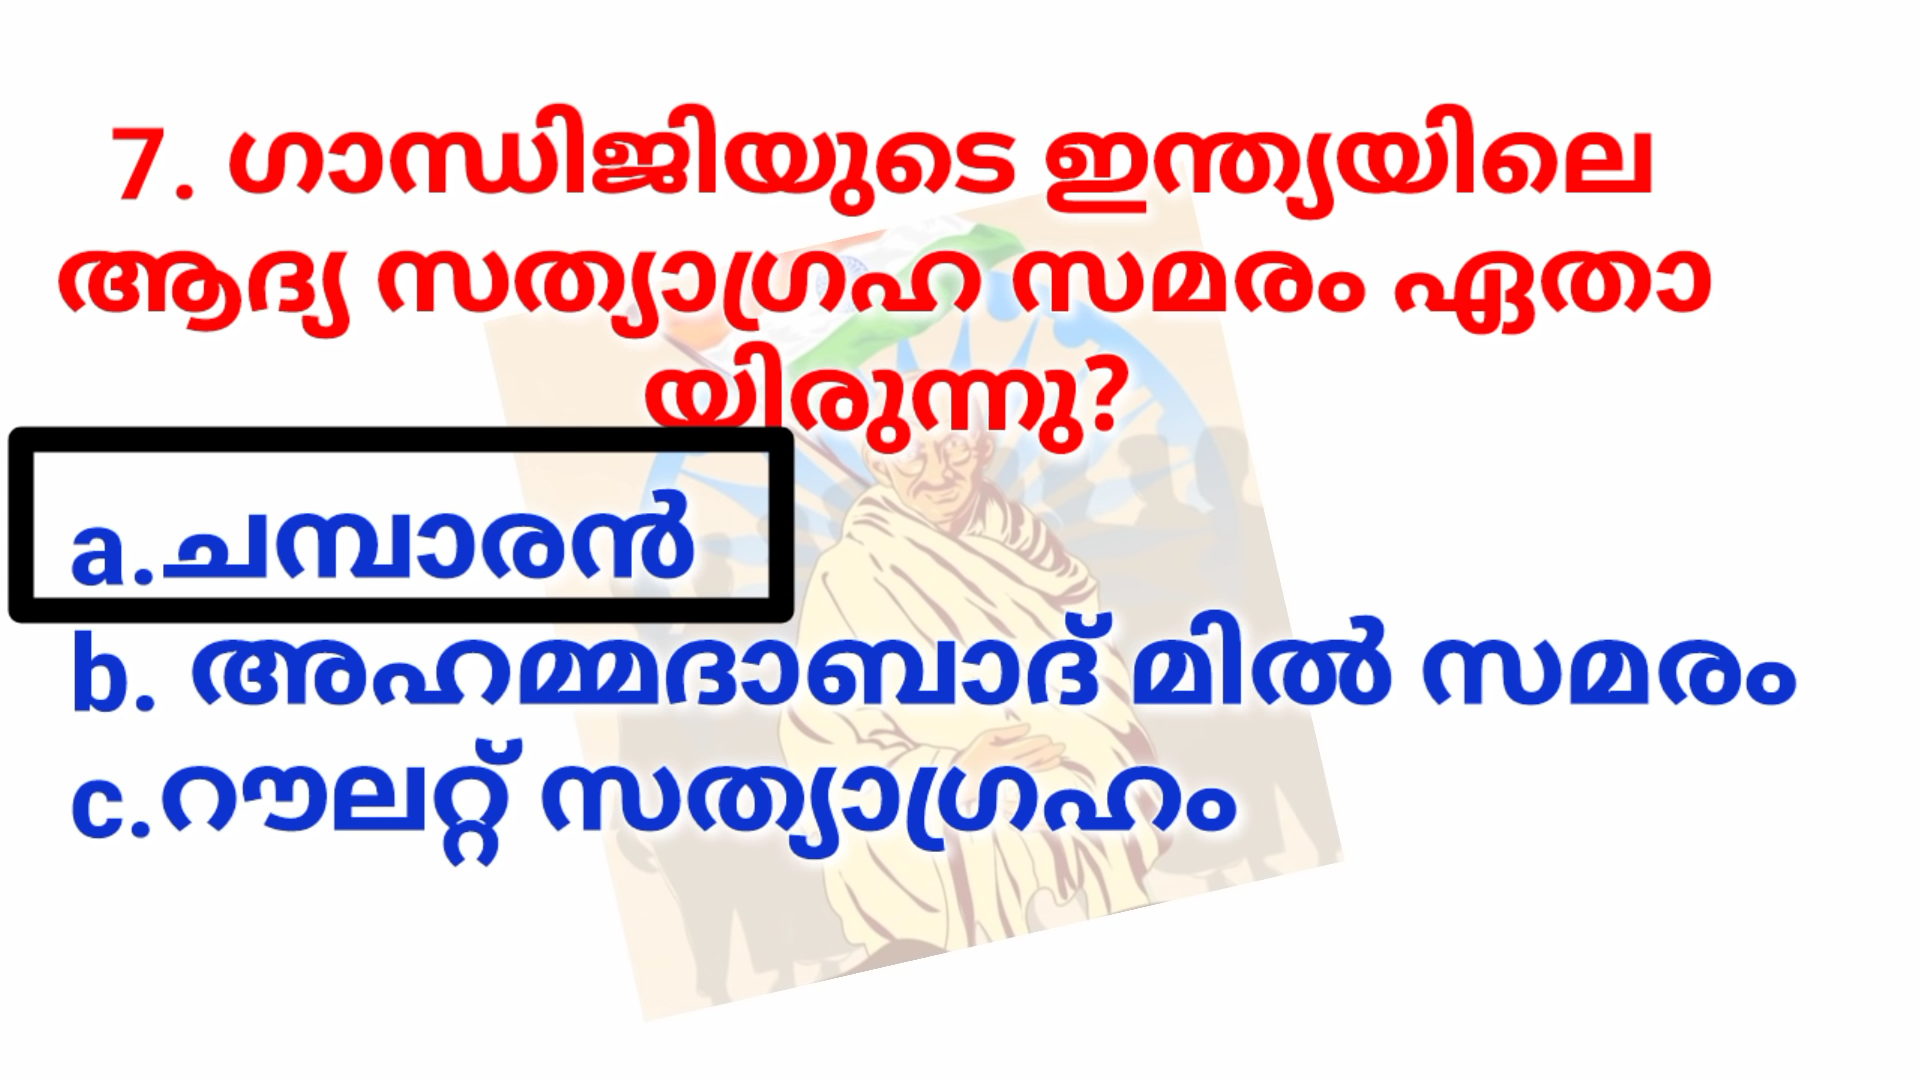 7. ഗാന്ധിജിയുടെ ഇന്ത്യയിലെ
ആദ്യ സത്യാഗ്രഹ സമരം ഏതാ
യിരുന്നു?
a.ചമ്പാരൻ
b. അഹമ്മദാബാദ് മിൽ സമരം
c.റൗലറ്റ് സത്യാഗ്രഹം